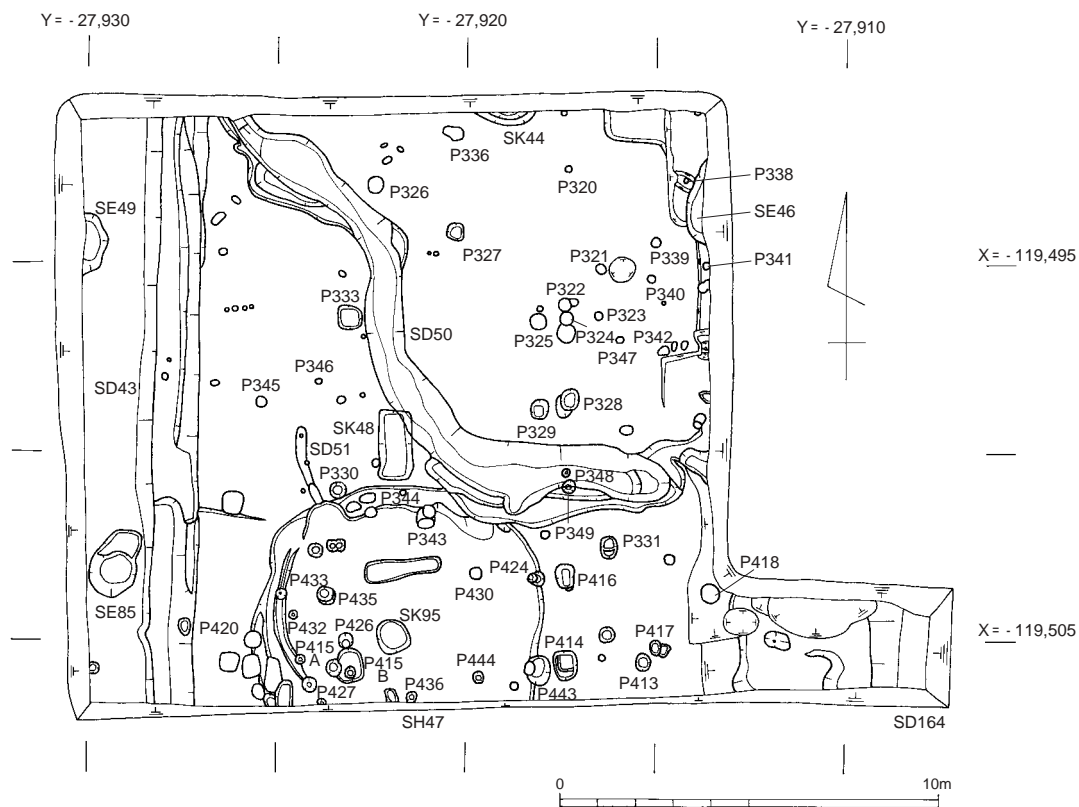 Y = - 27,930
Y = - 27,920
Y = - 27,910
SK44
P336
P338
P326
P320
SE49
SE46
P327
P321
P339
P341
X = - 119,495
P340
P333
P322
SD50
P323
P325
P324
P342
P347
P346
SD43
P345
SK48
P328
P329
SD51
P330
P348
P344
P343
P349
P331
P418
P424
P416
P433
P430
P435
SE85
P432
P426
SK95
P420
X = - 119,505
P415
A
P415
B
P414
P417
P444
P427
P436
P443
P413
SH47
SD164
0
10m